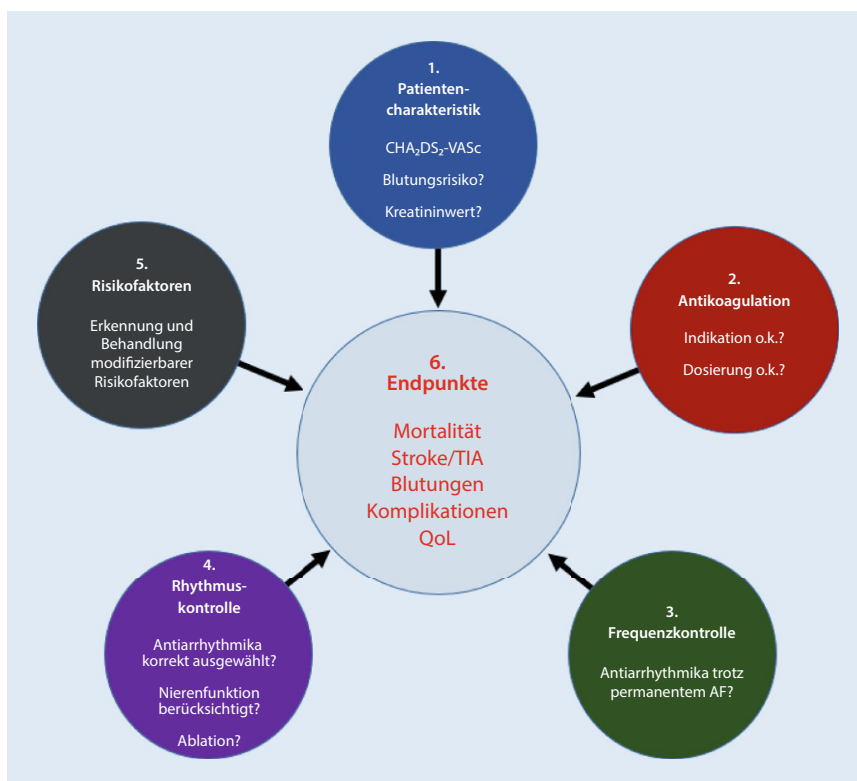 1.
Patienten-
charakteristik
CHA₂DS₂-VASc
Blutungsrisiko?
Kreatininwert?
2.
Antikoagulation
Indikation o.k.?
Dosierung o.k.?
3.
Frequenzkontrolle
Antiarrhythmika trotz
permanentem AF?
4.
Rhythmus-
kontrolle
Antiarrhythmika
korrekt ausgewählt?
Nierenfunktion
berücksichtigt?
Ablation?
5.
Risikofaktoren
Erkennung und
Behandlung
modifizierbarer
Risikofaktoren
6.
Endpunkte
Mortalität
Stroke/TIA
Blutungen
Komplikationen
QoL